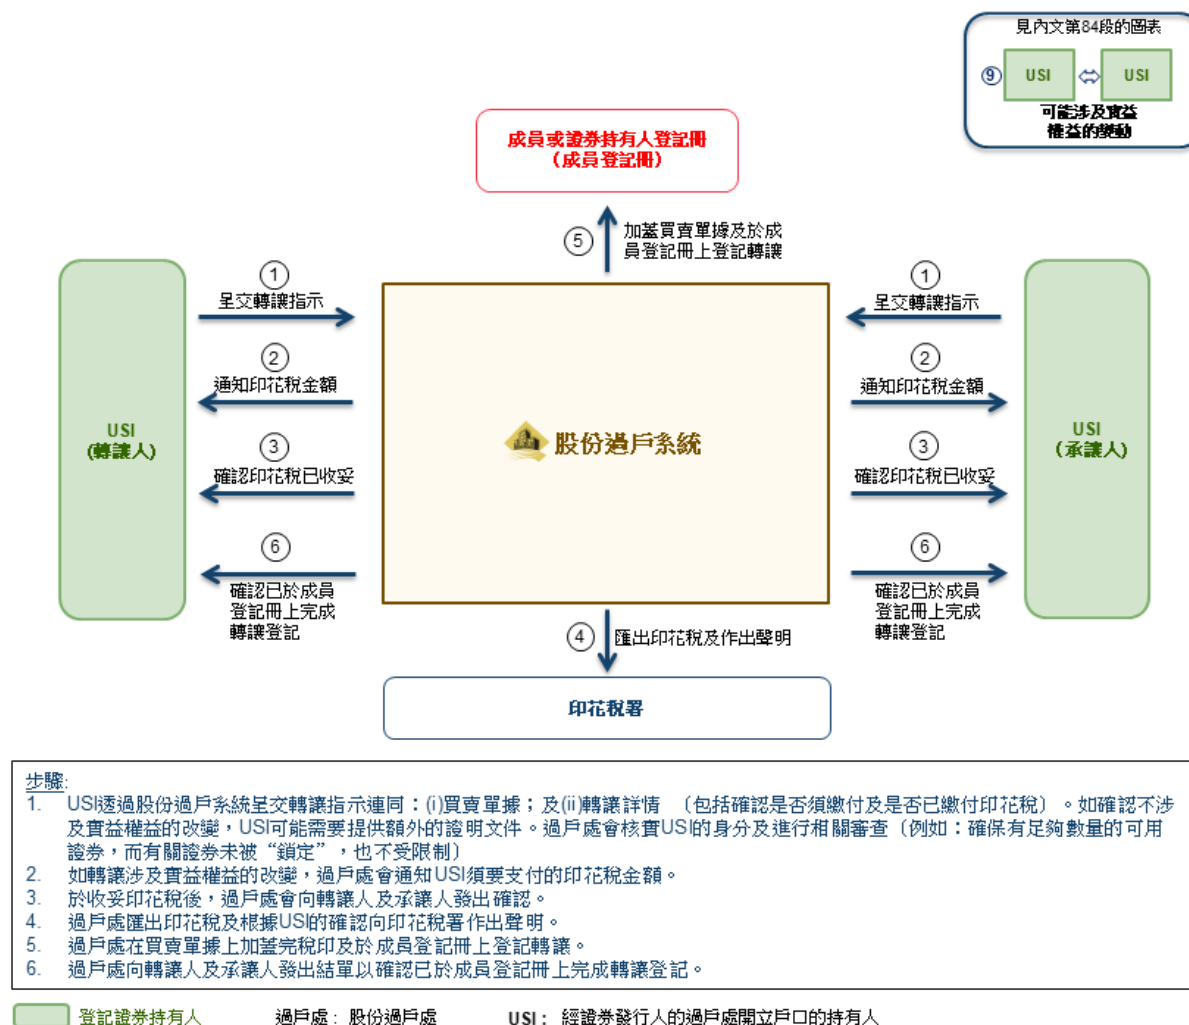 見內文第84段的圖表
⑨ USI ⇔ USI
可能涉及實益
權益的變動
成員或證券持有人登記冊
(成員登記冊)
⑤ 加蓋買賣單據及於成
員登記冊上登記轉讓
① 呈交轉讓指示
② 通知印花稅金額
③ 確認印花稅已收妥
⑥ 確認已於成員
登記冊上完成
轉讓登記
USI
(轉讓人)
股份過戶系統
① 呈交轉讓指示
② 通知印花稅金額
③ 確認印花稅已收妥
⑥ 確認已於成員
登記冊上完成
轉讓登記
USI
(承讓人)
④ 匯出印花稅及作出聲明
印花稅署
步驟:
1. USI透過股份過戶系統呈交轉讓指示連同:(i)買賣單據;及(ii)轉讓詳情 (包括確認是否須繳付及是否已繳付印花稅)。如確認不涉
及實益權益的改變,USI可能需要提供額外的證明文件。過戶處會核實USI的身分及進行相關審查(例如:確保有足夠數量的可用
證券,而有關證券未被“鎖定”,也不受限制)
2. 如轉讓涉及實益權益的改變,過戶處會通知USI須要支付的印花稅金額。
3. 於收妥印花稅後,過戶處會向轉讓人及承讓人發出確認。
4. 過戶處匯出印花稅及根據USI的確認向印花稅署作出聲明。
5. 過戶處在買賣單據上加蓋完稅印及於成員登記冊上登記轉讓。
6. 過戶處向轉讓人及承讓人發出結單以確認已於成員登記冊上完成轉讓登記。
登記證券持有人 過戶處: 股份過戶處 USI: 經證券發行人的過戶處開立戶口的持有人